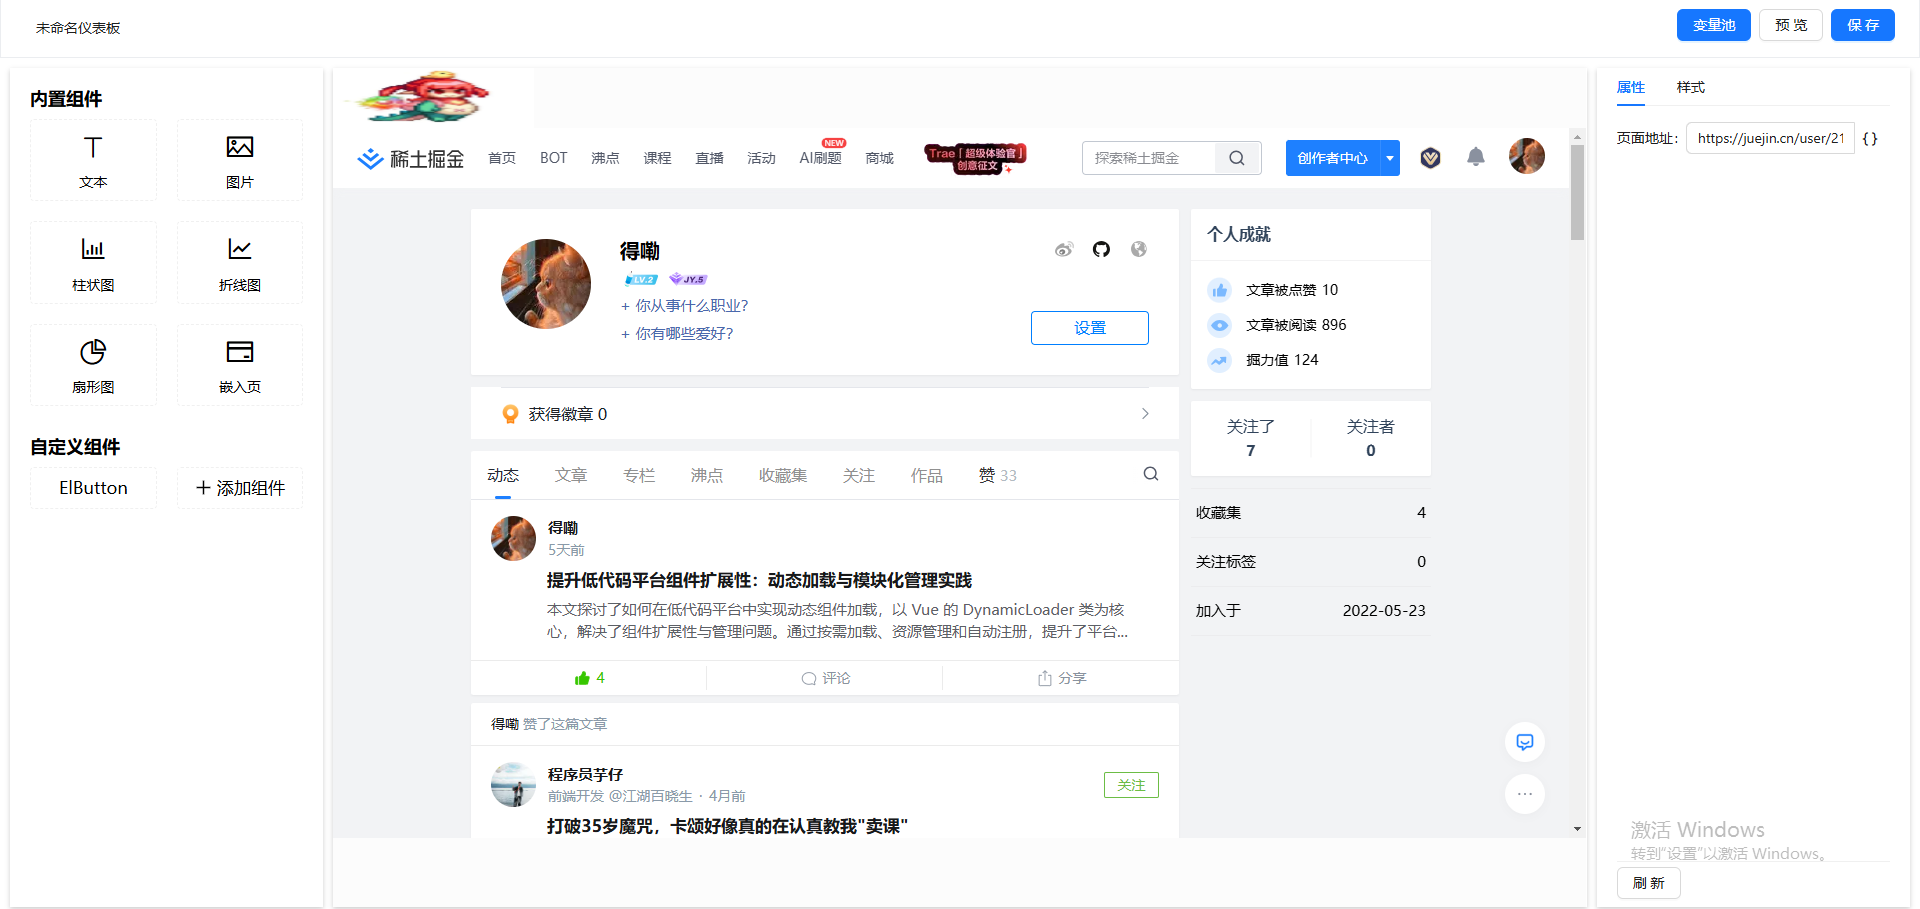 未命名仪表板
变量池
预 览
保 存
内置组件
文本
图片
柱状图
折线图
扇形图
嵌入页
自定义组件
ElButton
添加组件
稀土掘金
首页
BOT
沸点
课程
直播
活动
AI刷题
NEW
商城
Trae「超级体验官」
创意征文
探索稀土掘金
创作者中心
得嘞
LV.2
JY.5
+ 你从事什么职业?
+ 你有哪些爱好?
设置
获得徽章 0
动态
文章
专栏
沸点
收藏集
关注
作品
赞 33
得嘞
5天前
提升低代码平台组件扩展性：动态加载与模块化管理实践
本文探讨了如何在低代码平台中实现动态组件加载，以 Vue 的 DynamicLoader 类为核
心，解决了组件扩展性与管理问题。通过按需加载、资源管理和自动注册，提升了平台...
4
评论
分享
得嘞 赞了这篇文章
程序员芋仔
前端开发 @江湖百晓生 · 4月前
关注
打破35岁魔咒，卡颂好像真的在认真教我"卖课"
个人成就
文章被点赞 10
文章被阅读 896
掘力值 124
关注了
7
关注者
0
收藏集 4
关注标签 0
加入于 2022-05-23
属性
样式
页面地址： https://juejin.cn/user/21 {}
激活 Windows
转到"设置"以激活 Windows。
刷 新